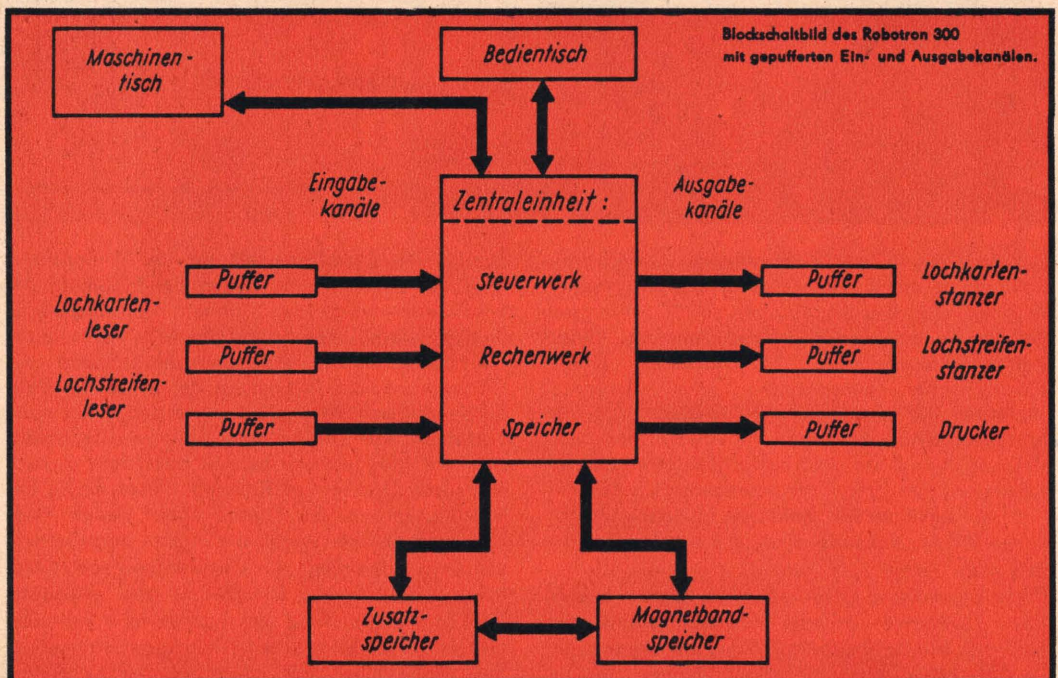 Blockschaltbild des Robotron 300
mit gepufferten Ein- und Ausgabekanälen.
Maschinen-
tisch
Bedientisch
Eingabe-
kanäle
Zentraleinheit :
Ausgabe-
kanäle
Puffer
Steuerwerk
Puffer
Lochkarten-
stanzer
Lochkarten-
leser
Puffer
Rechenwerk
Puffer
Lochstreifen-
stanzer
Lochstreifen-
leser
Puffer
Speicher
Puffer
Drucker
Zusatz-
speicher
Magnetband-
speicher